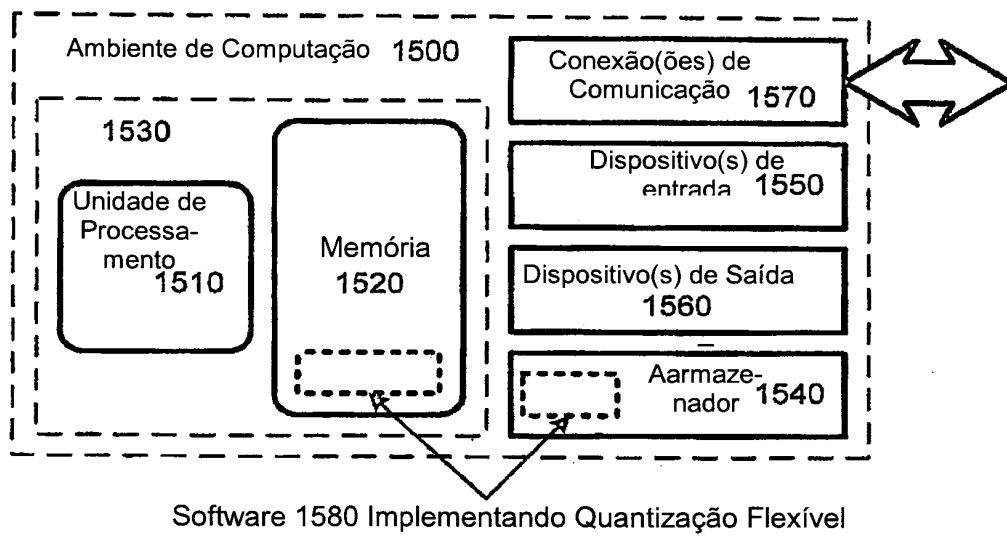 Ambiente de Computação 1500
1530
Unidade de
Processa-
mento
1510
Memória
1520
Conexão(ões) de
Comunicação 1570
Dispositivo(s) de
entrada 1550
Dispositivo(s) de Saída
1560
Aarmaze-
nador 1540
Software 1580 Implementando Quantização Flexível